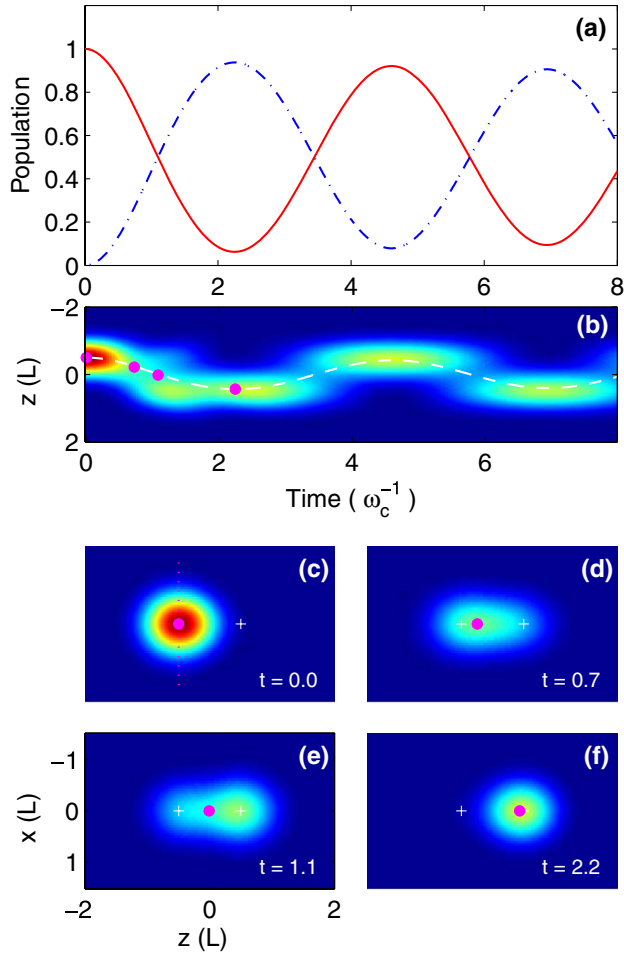 (a)
Population
1
0.8
0.6
0.4
0.2
0
0 2 4 6 8
(b)
z (L)
−2
0
2
0 2 4 6
Time ( ω_c^{-1} )
(c)
t = 0.0
(d)
t = 0.7
(e)
x (L)
−1
0
1
t = 1.1
−2 0 2
z (L)
(f)
t = 2.2